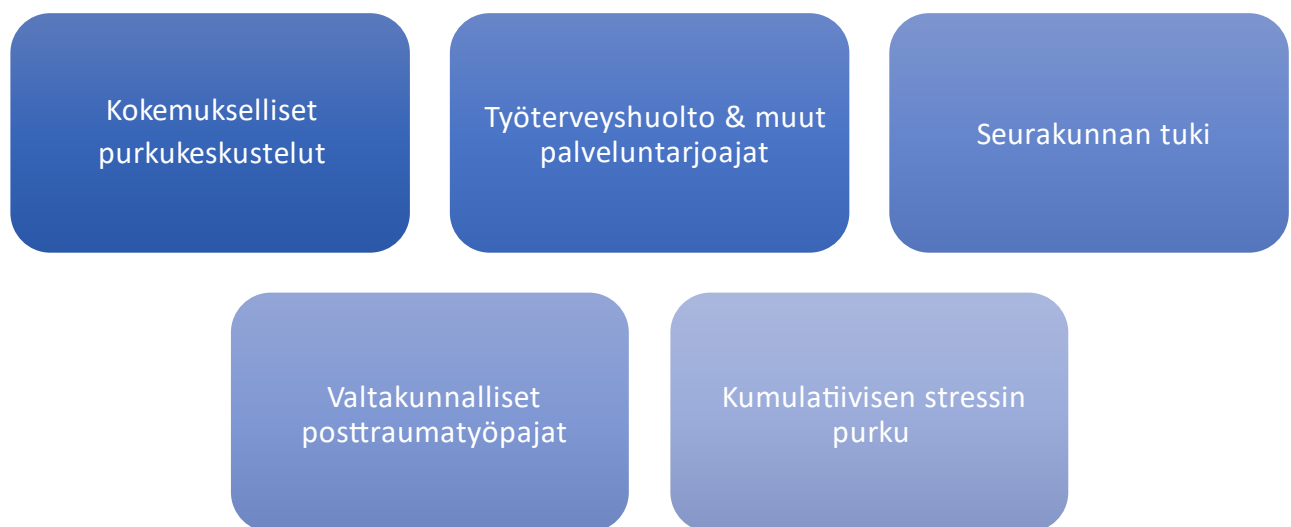 Kokemukselliset
purkukeskustelut
Työterveyshuolto & muut
palveluntarjoajat
Seurakunnan tuki
Valtakunnalliset
posttraumatyöpajat
Kumulatiivisen stressin
purku